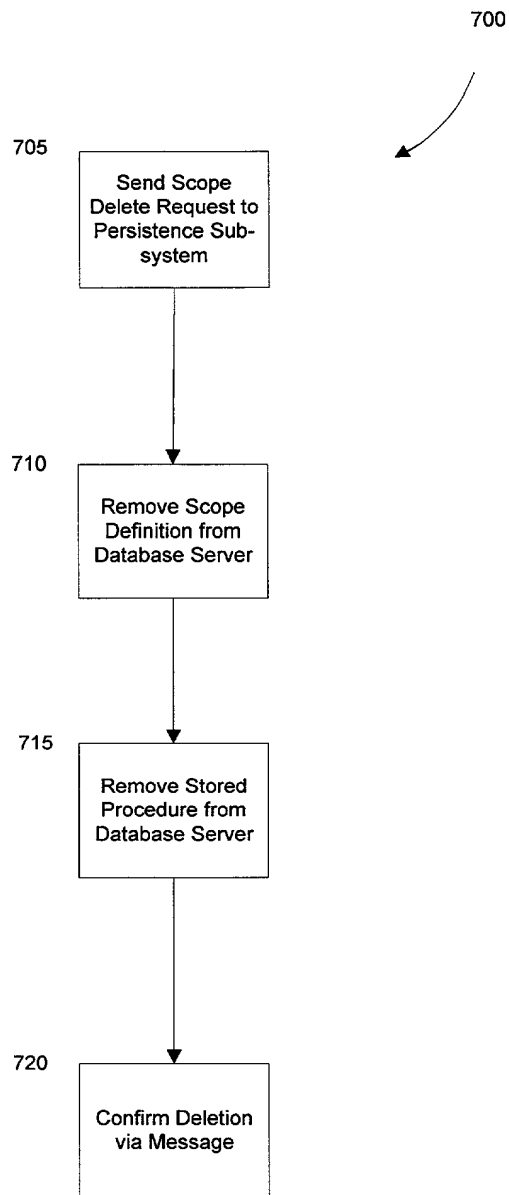 700
705
Send Scope
Delete Request to
Persistence Sub-
system
710
Remove Scope
Definition from
Database Server
715
Remove Stored
Procedure from
Database Server
720
Confirm Deletion
via Message